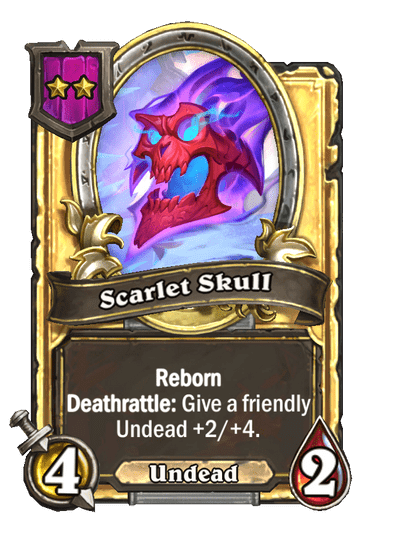 Scarlet Skull
Reborn
Deathrattle: Give a friendly
Undead +2/+4.
4
Undead
2